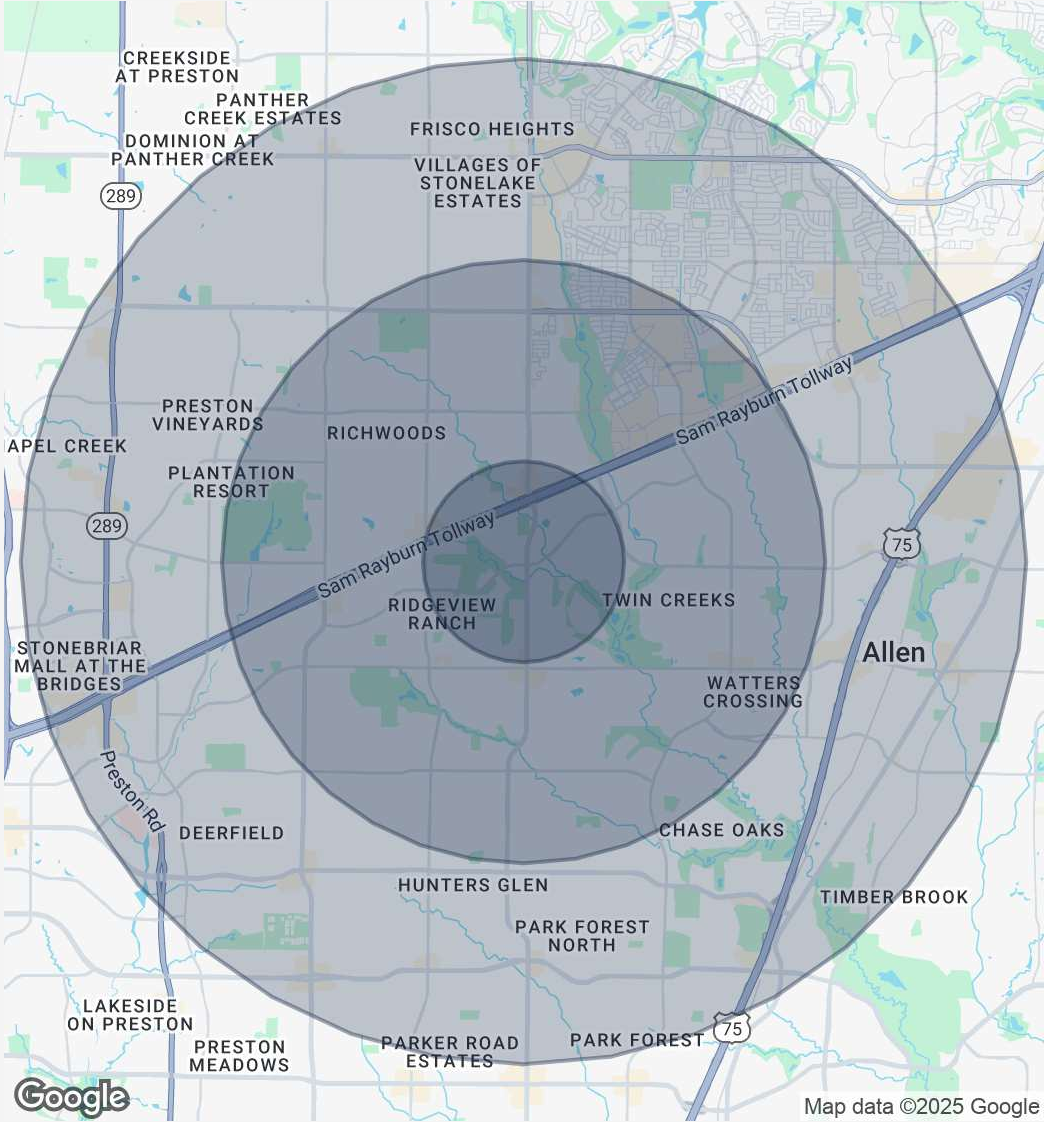 CREEKSIDE
AT PRESTON
PANTHER
CREEK ESTATES
DOMINION AT
PANTHER CREEK
FRISCO HEIGHTS
VILLAGES OF
STONELAKE
ESTATES
289
Sam Rayburn Tollway
PRESTON
VINEYARDS
RICHWOODS
APEL CREEK
PLANTATION
RESORT
289
Sam Rayburn Tollway
75
RIDGEVIEW
RANCH
TWIN CREEKS
Allen
STONEBRIAR
MALL AT THE
BRIDGES
WATTERS
CROSSING
Preston Rd
DEERFIELD
CHASE OAKS
HUNTERS GLEN
TIMBER BROOK
PARK FOREST
NORTH
LAKESIDE
ON PRESTON
PRESTON
MEADOWS
PARKER ROAD
ESTATES
PARK FOREST
75
Google
Map data ©2025 Google